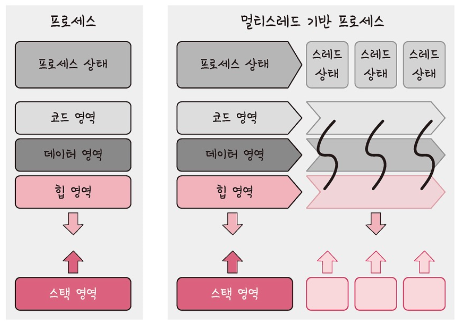 프로세스
프로세스 상태
코드 영역
데이터 영역
힙 영역
스택 영역
멀티스레드 기반 프로세스
프로세스 상태
스레드
상태
스레드
상태
스레드
상태
코드 영역
데이터 영역
힙 영역
스택 영역